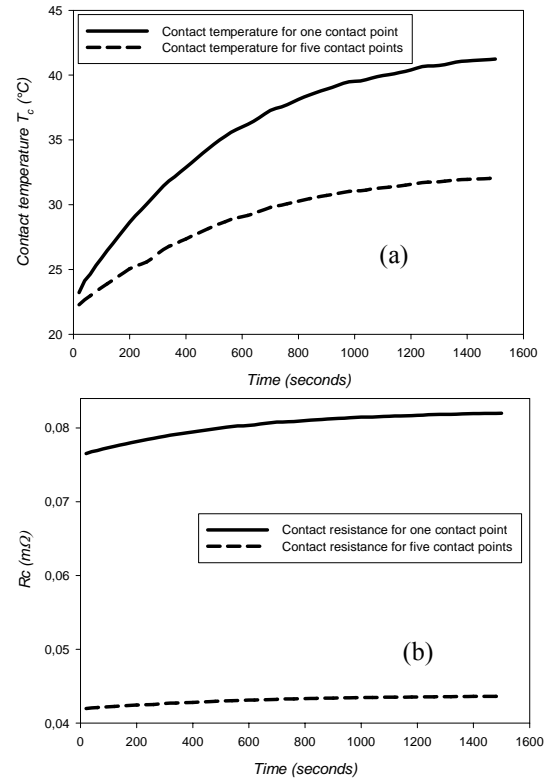 Contact temperature for one contact point
Contact temperature for five contact points
Contact temperature T_c (°C)
45
40
35
30
25
20
(a)
0 200 400 600 800 1000 1200 1400 1600
Time (seconds)
Rc (mΩ)
0,08
0,07
0,06
0,05
0,04
Contact resistance for one contact point
Contact resistance for five contact points
(b)
0 200 400 600 800 1000 1200 1400 1600
Time (seconds)